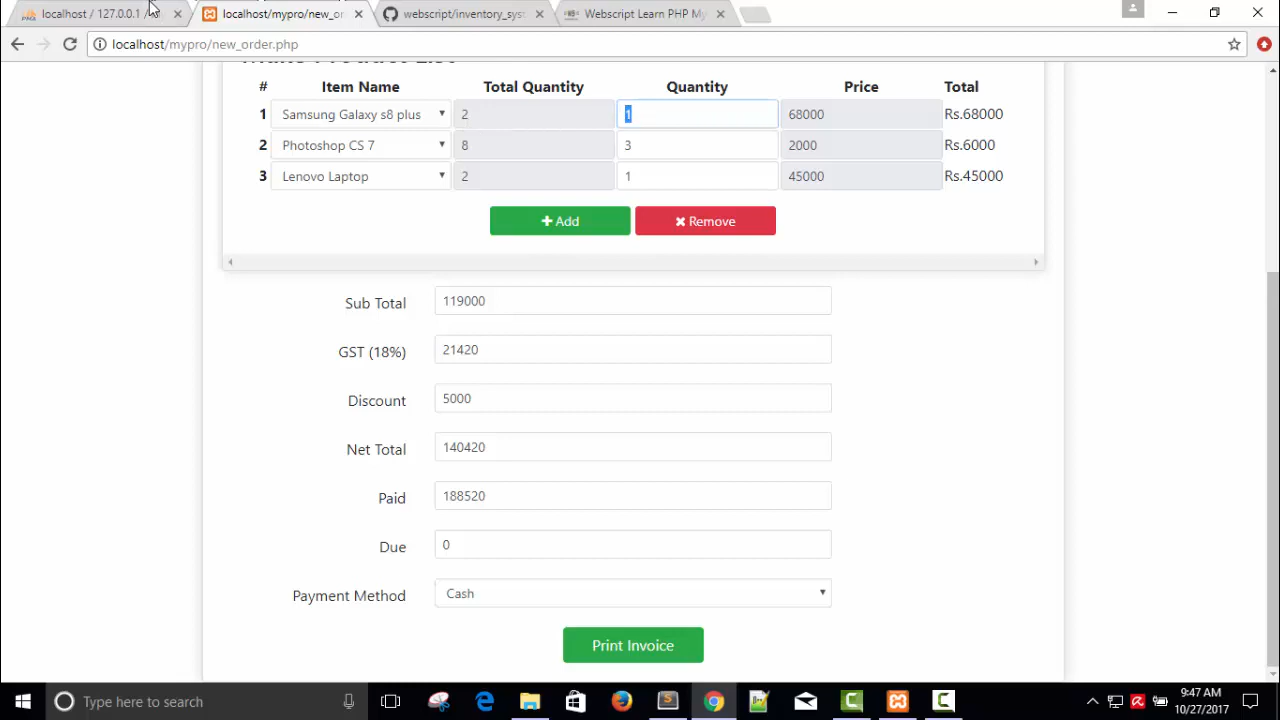 localhost / 127.0.0.1 /
localhost/mypro/new_or
webscript/inventory_sys
Webscript Learn PHP My
localhost/mypro/new_order.php
# Item Name Total Quantity Quantity Price Total
1 Samsung Galaxy s8 plus 2 1 68000 Rs.68000
2 Photoshop CS 7 8 3 2000 Rs.6000
3 Lenovo Laptop 2 1 45000 Rs.45000
Add Remove
Sub Total 119000
GST (18%) 21420
Discount 5000
Net Total 140420
Paid 188520
Due 0
Payment Method Cash
Print Invoice
Type here to search
9:47 AM
10/27/2017